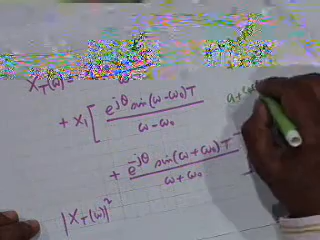 X_T(ω) =
+ X₁ [ e^{jθ} sin(ω-ω₀)T / ω-ω₀
+ e^{-jθ} sin(ω+ω₀)T / ω+ω₀
|X_T(ω)|²